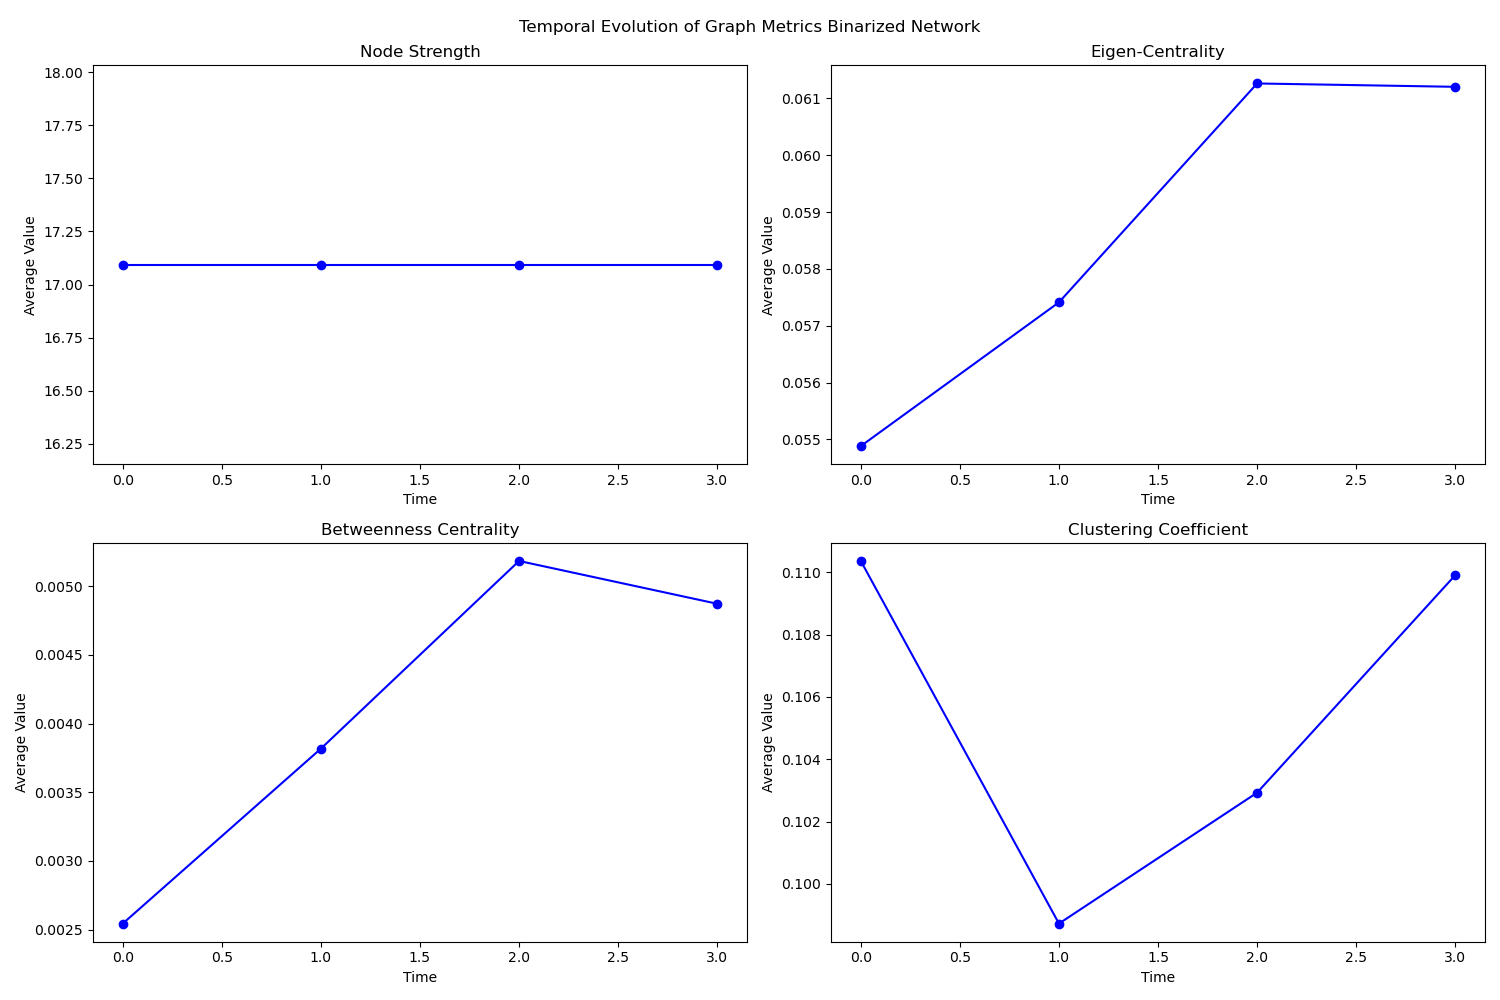 Temporal Evolution of Graph Metrics Binarized Network
Node Strength
18.00
17.75
17.50
17.25
17.00
16.75
16.50
16.25
Average Value
0.0 0.5 1.0 1.5 2.0 2.5 3.0
Time
Eigen-Centrality
0.061
0.060
0.059
0.058
0.057
0.056
0.055
Average Value
0.0 0.5 1.0 1.5 2.0 2.5 3.0
Time
Betweenness Centrality
0.0050
0.0045
0.0040
0.0035
0.0030
0.0025
Average Value
0.0 0.5 1.0 1.5 2.0 2.5 3.0
Time
Clustering Coefficient
0.110
0.108
0.106
0.104
0.102
0.100
Average Value
0.0 0.5 1.0 1.5 2.0 2.5 3.0
Time